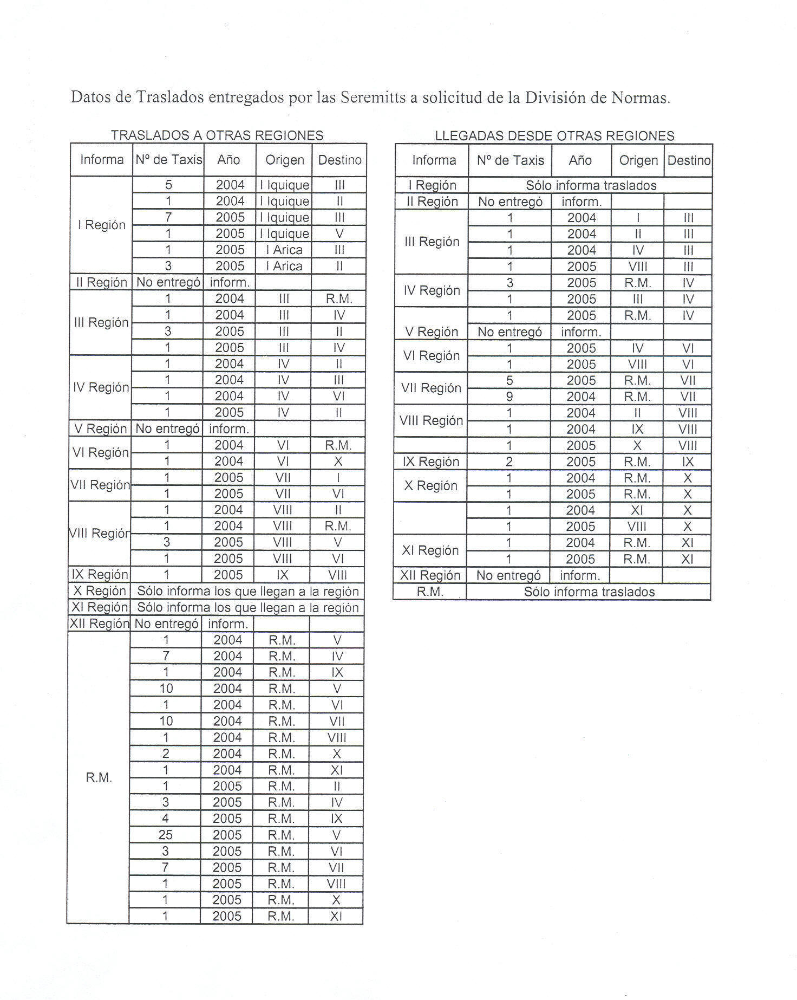 Datos de Traslados entregados por las Seremitts a solicitud de la División de Normas.
TRASLADOS A OTRAS REGIONES
Informa Nº de Taxis Año Origen Destino
I Región
5 2004 I Iquique III
1 2004 I Iquique II
7 2005 I Iquique III
1 2005 I Iquique V
1 2005 I Arica III
3 2005 I Arica II
II Región No entregó inform.
III Región
1 2004 III R.M.
1 2004 III IV
3 2005 III II
1 2005 III IV
IV Región
1 2004 IV II
1 2004 IV III
1 2004 IV VI
1 2005 IV II
V Región No entregó inform.
VI Región
1 2004 VI R.M.
1 2004 VI X
VII Región
1 2005 VII I
1 2005 VII VI
VIII Región
1 2004 VIII II
1 2004 VIII R.M.
3 2005 VIII V
1 2005 VIII VI
IX Región 1 2005 IX VIII
X Región Sólo informa los que llegan a la región
XI Región Sólo informa los que llegan a la región
XII Región No entregó inform.
R.M.
1 2004 R.M. V
7 2004 R.M. IV
1 2004 R.M. IX
10 2004 R.M. V
1 2004 R.M. VI
10 2004 R.M. VII
1 2004 R.M. VIII
2 2004 R.M. X
1 2004 R.M. XI
1 2005 R.M. II
3 2005 R.M. IV
4 2005 R.M. IX
25 2005 R.M. V
3 2005 R.M. VI
7 2005 R.M. VII
1 2005 R.M. VIII
1 2005 R.M. X
1 2005 R.M. XI
LLEGADAS DESDE OTRAS REGIONES
Informa Nº de Taxis Año Origen Destino
I Región Sólo informa traslados
II Región No entregó inform.
III Región
1 2004 I III
1 2004 II III
1 2004 IV III
1 2005 VIII III
IV Región
3 2005 R.M. IV
1 2005 III IV
1 2005 R.M. IV
V Región No entregó inform.
VI Región
1 2005 IV VI
1 2005 VIII VI
VII Región
5 2005 R.M. VII
9 2004 R.M. VII
VIII Región
1 2004 II VIII
1 2004 IX VIII
1 2005 X VIII
IX Región 2 2005 R.M. IX
X Región
1 2004 R.M. X
1 2005 R.M. X
1 2004 XI X
1 2005 VIII X
XI Región
1 2004 R.M. XI
1 2005 R.M. XI
XII Región No entregó inform.
R.M. Sólo informa traslados